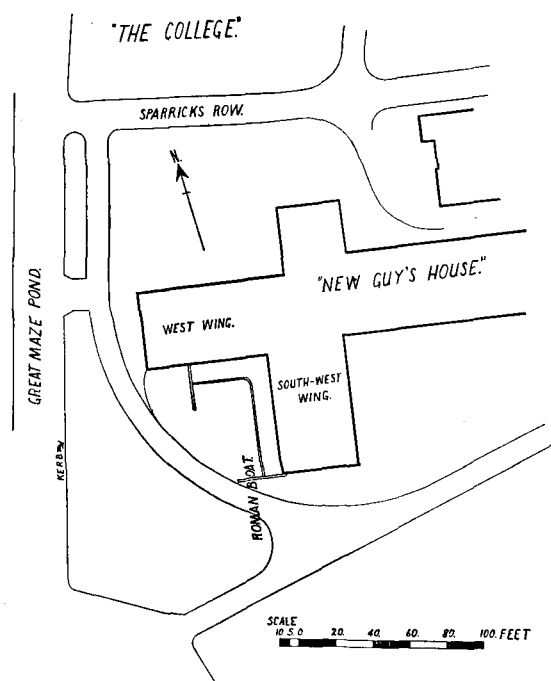 "THE COLLEGE."
SPARRICKS ROW.
N.
GREAT MAZE POND.
"NEW GUY'S HOUSE."
WEST WING.
SOUTH-WEST
WING.
KERB
ROMAN BOAT.
SCALE
10 5 0. 20. 40. 60. 80. 100. FEET